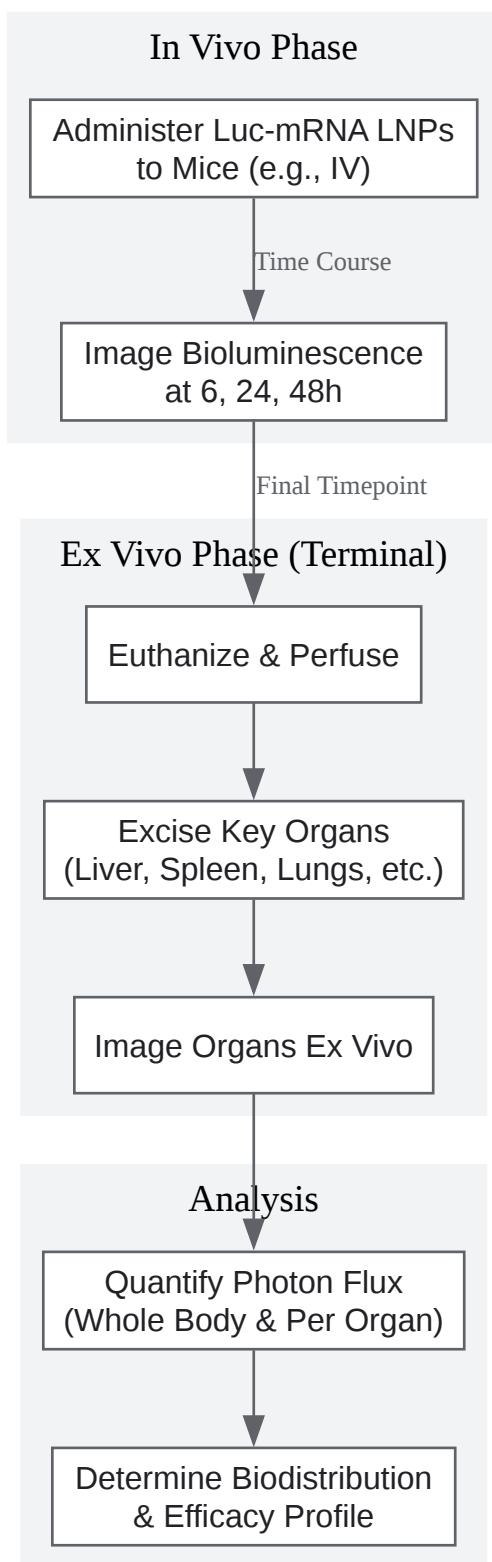 In Vivo Phase
Administer Luc-mRNA LNPs
to Mice (e.g., IV)
Time Course
Image Bioluminescence
at 6, 24, 48h
Final Timepoint
Ex Vivo Phase (Terminal)
Euthanize & Perfuse
Excise Key Organs
(Liver, Spleen, Lungs, etc.)
Image Organs Ex Vivo
Analysis
Quantify Photon Flux
(Whole Body & Per Organ)
Determine Biodistribution
& Efficacy Profile